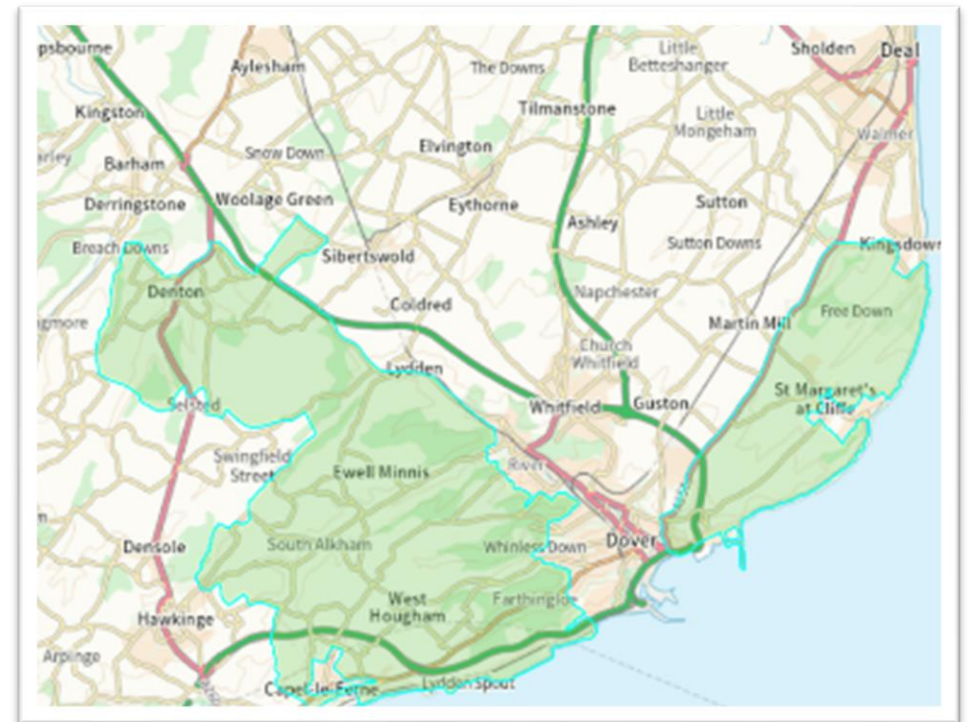 psbourne
Aylesham
The Downs
Little
Betteshanger
Sholden
Deal
Kingston
Tilmanstone
Little
Mongeham
Walmer
arley
Barham
Snow Down
Elvington
Derringstone
Woolage Green
Eythorne
Sutton
Ashley
Breach Downs
Sibertswold
Sutton Downs
Kingsdown
Denton
Napchester
Coldred
Free Down
gmore
Martin Mill
Church
Whitfield
Lydden
St Margaret's
at Cliffe
Selsted
Whitfield
Guston
Swingfield
Street
Ewell Minnis
River
Densole
South Alkham
Whinless Down
Dover
West
Hougham
Farthingloe
Hawkinge
Arpinge
Capel-le-Ferne
Lydden Spout